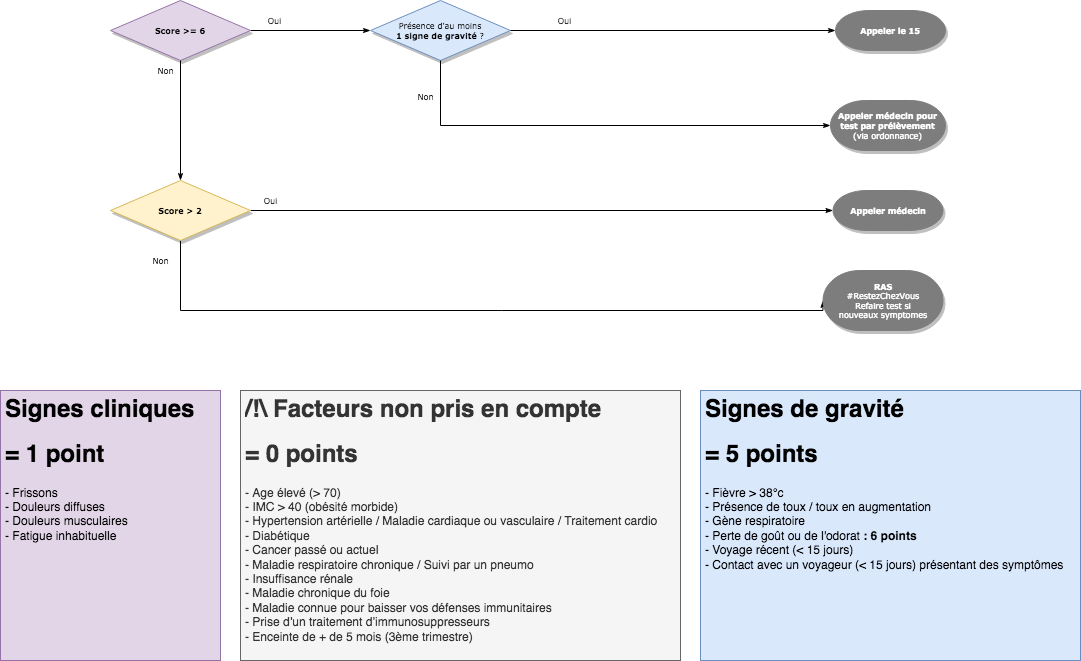 Score >= 6
Oui
Présence d'au moins
1 signe de gravité ?
Oui
Appeler le 15
Non
Non
Appeler médecin pour
test par prélèvement
(via ordonnance)
Score > 2
Oui
Appeler médecin
Non
RAS
#RestezChezVous
Refaire test si
nouveaux symptomes
Signes cliniques
= 1 point
- Frissons
- Douleurs diffuses
- Douleurs musculaires
- Fatigue inhabituelle
/!\ Facteurs non pris en compte
= 0 points
- Age élevé (> 70)
- IMC > 40 (obésité morbide)
- Hypertension artérielle / Maladie cardiaque ou vasculaire / Traitement cardio
- Diabétique
- Cancer passé ou actuel
- Maladie respiratoire chronique / Suivi par un pneumo
- Insuffisance rénale
- Maladie chronique du foie
- Maladie connue pour baisser vos défenses immunitaires
- Prise d'un traitement d'immunosuppresseurs
- Enceinte de + de 5 mois (3ème trimestre)
Signes de gravité
= 5 points
- Fièvre > 38°c
- Présence de toux / toux en augmentation
- Gène respiratoire
- Perte de goût ou de l'odorat : 6 points
- Voyage récent (< 15 jours)
- Contact avec un voyageur (< 15 jours) présentant des symptômes